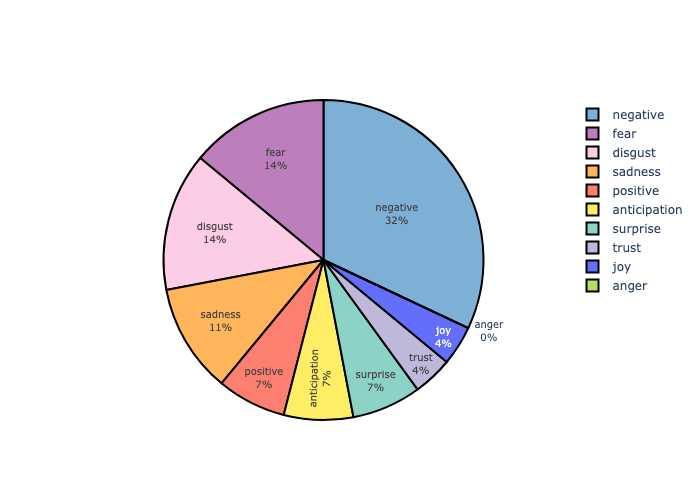 fear
14%
negative
32%
disgust
14%
sadness
11%
positive
7%
anticipation
7%
surprise
7%
trust
4%
joy
4%
anger
0%
negative
fear
disgust
sadness
positive
anticipation
surprise
trust
joy
anger